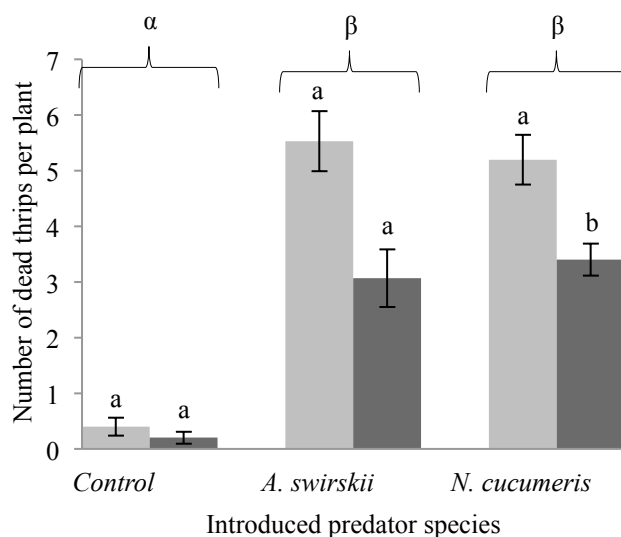 α β β
Number of dead thrips per plant
7
6
5
4
3
2
1
0
a a a a a b
Control A. swirskii N. cucumeris
Introduced predator species